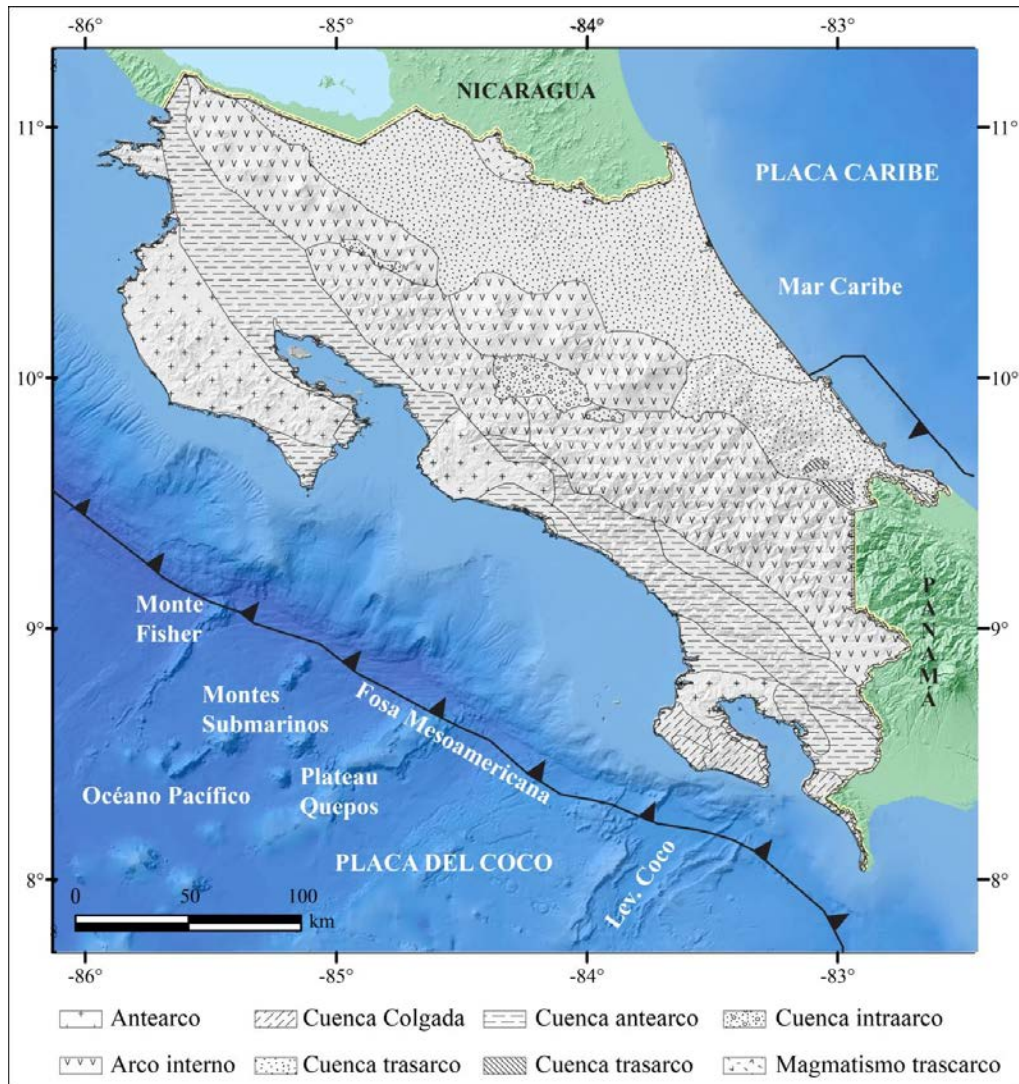 -86° -85° -84° -83°
NICARAGUA
11° 11°
PLACA CARIBE
Mar Caribe
10° 10°
9° 9°
Monte
Fisher
PANAMÁ
Montes
Submarinos
Fosa Mesoamericana
Plateau
Quepos
Océano Pacífico
PLACA DEL COCO
Lev. Coco
8° 8°
0 50 100
km
-86° -85° -84° -83°
Antearco Cuenca Colgada Cuenca antearco Cuenca intraarco
Arco interno Cuenca trasarco Cuenca trasarco Magmatismo trascarco